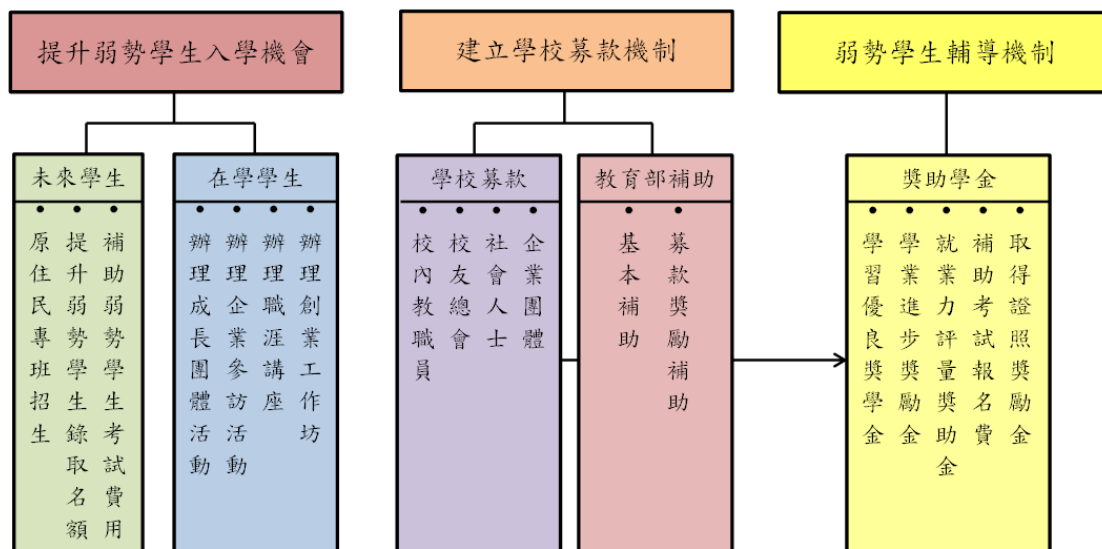 提升弱勢學生入學機會
建立學校募款機制
弱勢學生輔導機制
未來學生
• 原住民專班招生
• 提升弱勢學生錄取名額
• 補助弱勢學生考試費用
在學學生
• 辦理成長團體活動
• 辦理企業參訪活動
• 辦理職涯講座
• 辦理創業工作坊
學校募款
• 校內教職員
• 校友總會
• 社會人士
• 企業團體
教育部補助
• 基本補助
• 募款獎勵補助
獎助學金
• 學習優良獎學金
• 學業進步獎勵金
• 就業力評量獎助金
• 補助考試報名費
• 取得證照獎勵金